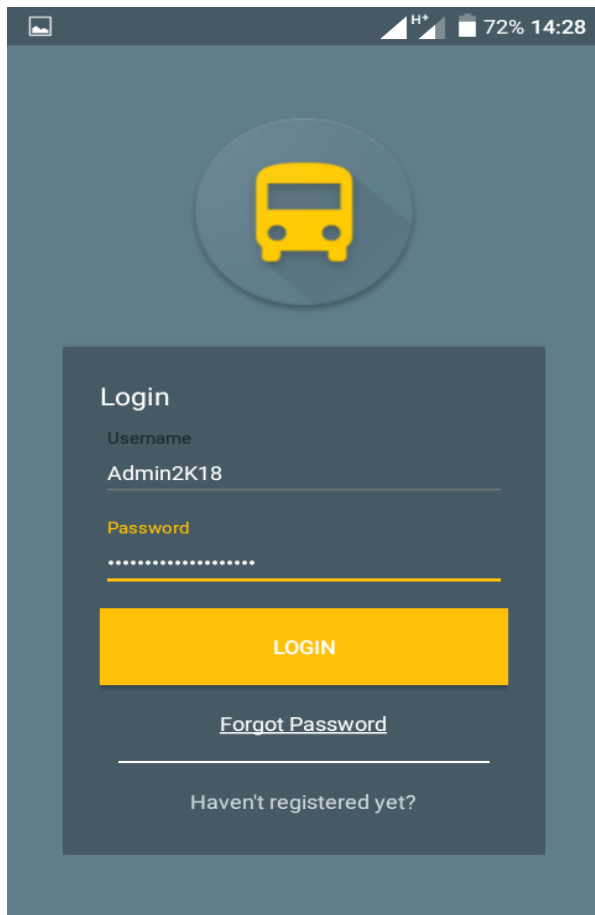 H+ 72% 14:28
Login
Username
Admin2K18
Password
••••••••••••••••••••
LOGIN
Forgot Password
Haven't registered yet?